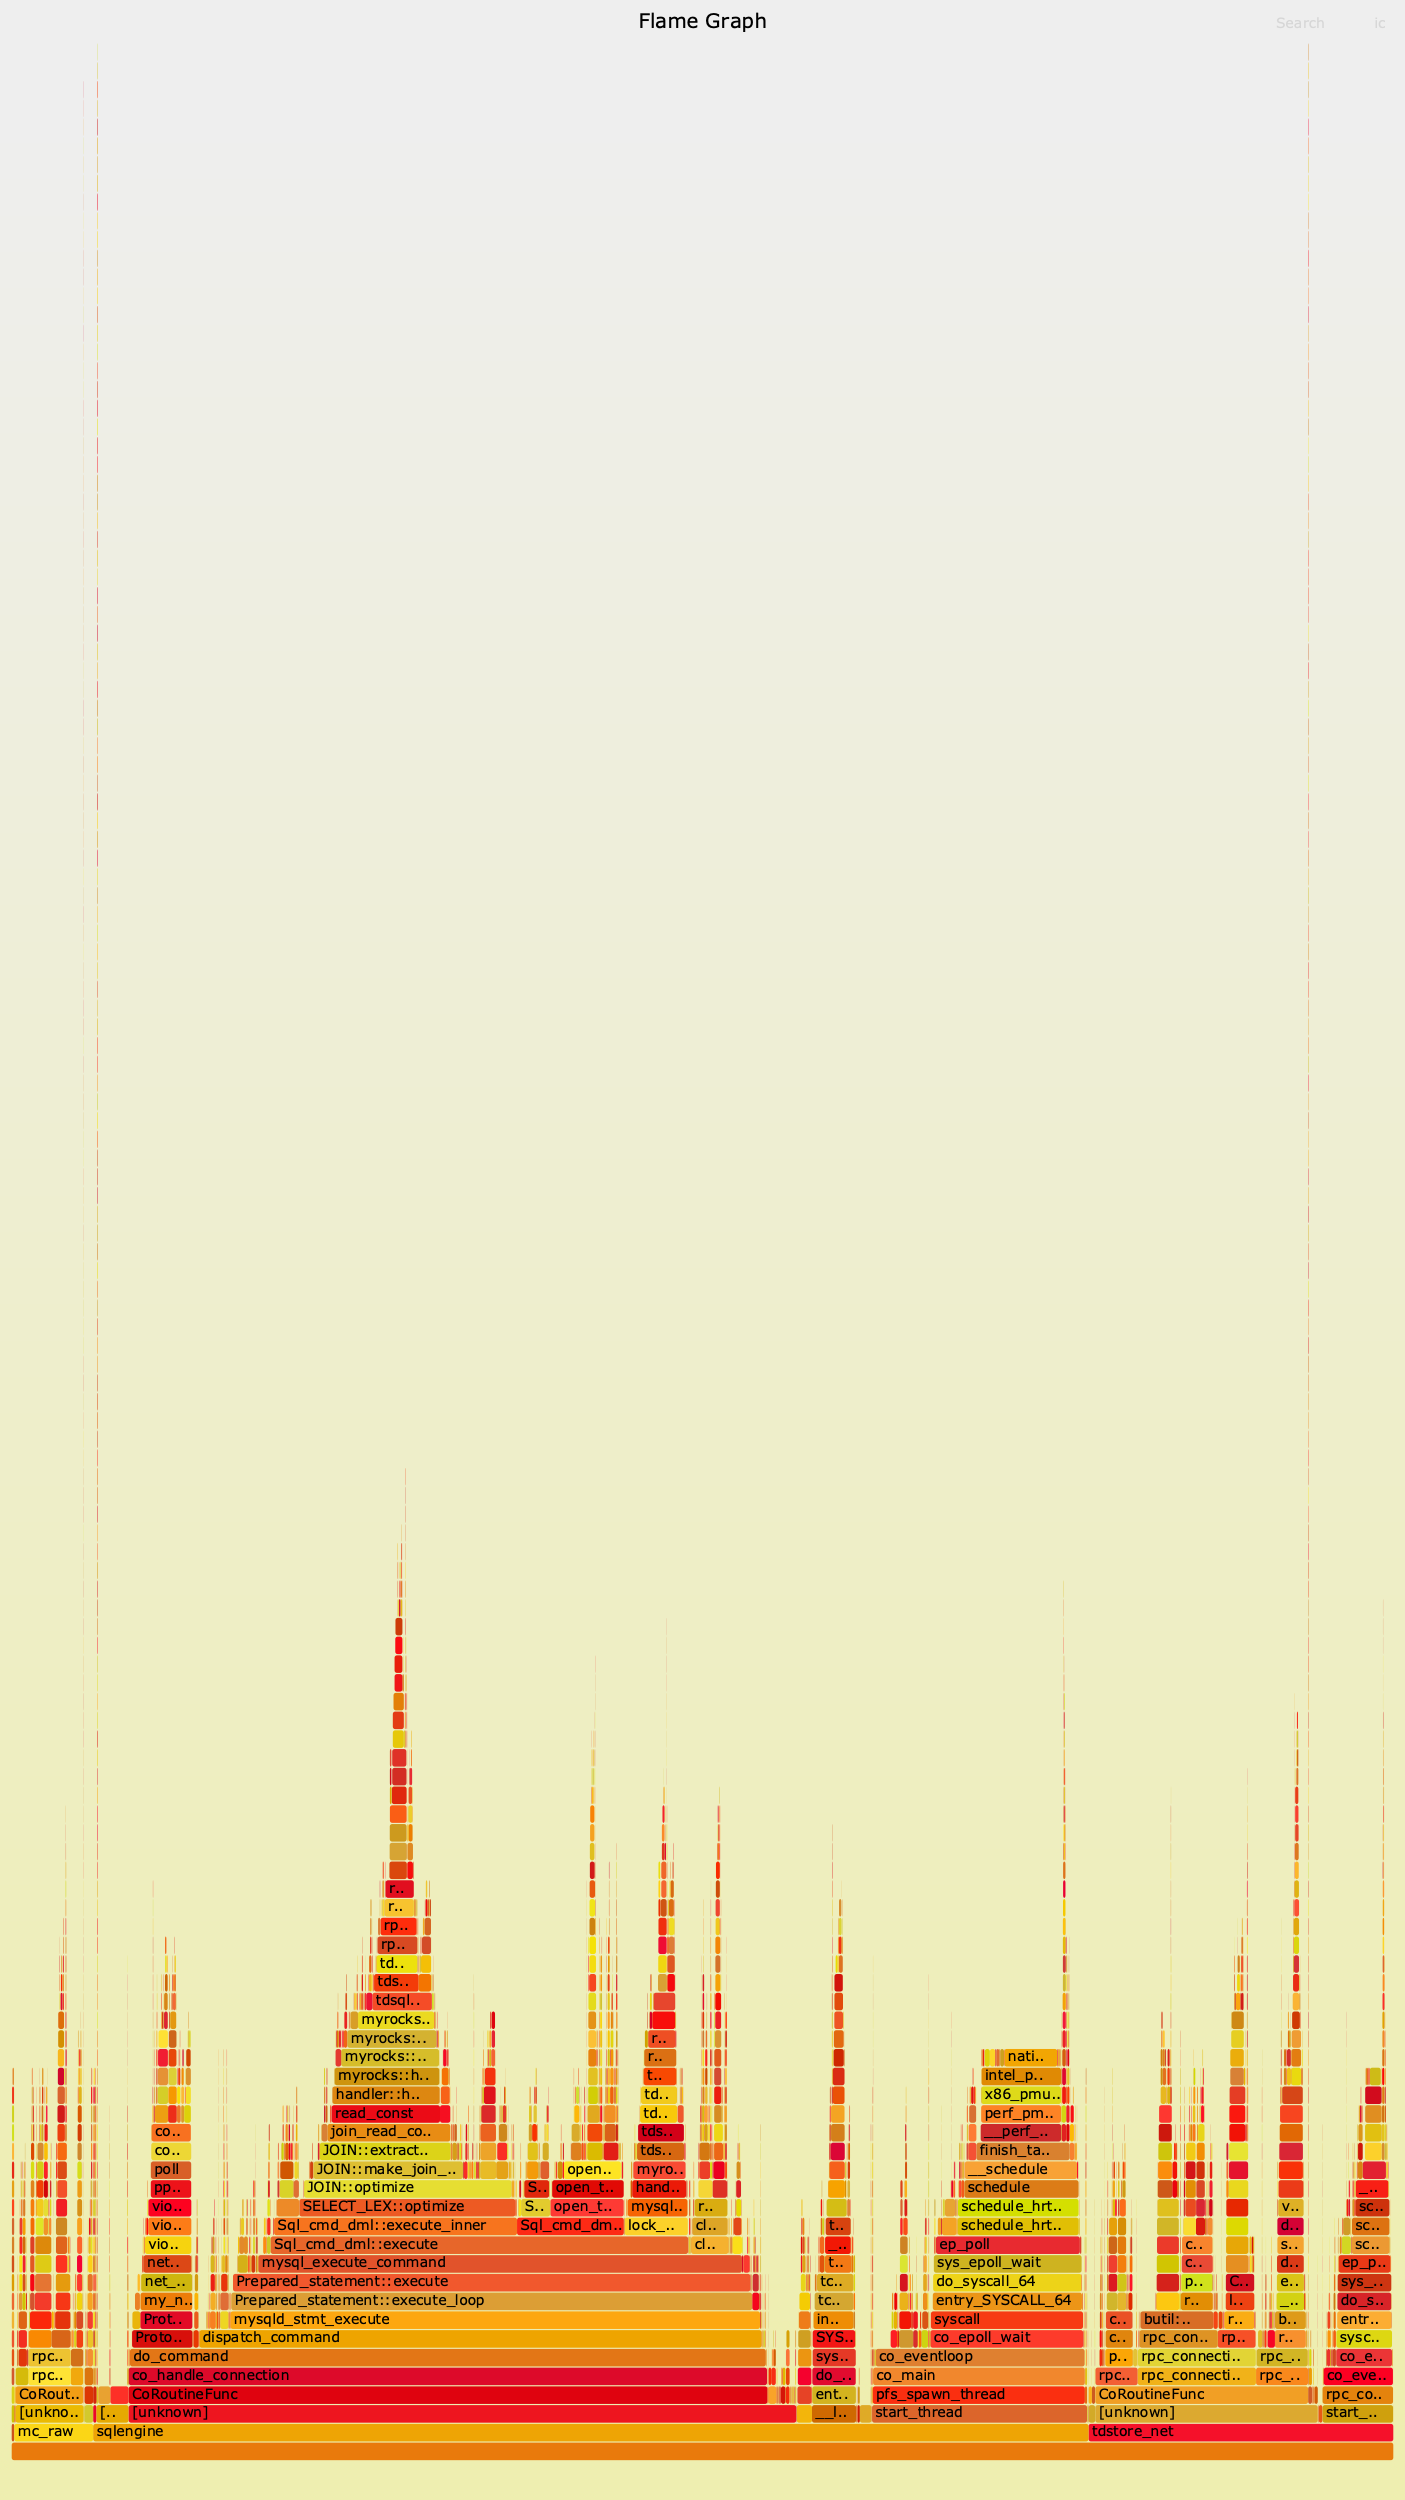 Flame Graph
Search ic
r..
r..
rp..
rp..
td..
tds..
tdsql..
myrocks..
myrocks:.. r..
myrocks::.. r.. nati..
myrocks::h.. t.. intel_p..
handler::h.. td.. x86_pmu..
read_const td.. perf_pm..
co.. join_read_co.. tds.. __perf_..
co.. JOIN::extract.. tds.. finish_ta..
poll JOIN::make_join_.. open.. myro.. __schedule
pp.. JOIN::optimize S.. open_t.. hand.. schedule _..
vio.. SELECT_LEX::optimize S.. open_t.. mysql.. r.. schedule_hrt.. v.. sc..
vio.. Sql_cmd_dml::execute_inner Sql_cmd_dm.. lock_.. cl.. t.. schedule_hrt.. d.. sc..
vio.. Sql_cmd_dml::execute cl.. _.. ep_poll c.. s.. sc..
net.. mysql_execute_command t.. sys_epoll_wait c.. d.. ep_p..
net_.. Prepared_statement::execute tc.. do_syscall_64 p.. C.. e.. sys_..
my_n.. Prepared_statement::execute_loop tc.. entry_SYSCALL_64 r.. l.. _.. do_s..
Prot.. mysqld_stmt_execute in.. syscall c.. butil:.. r.. b.. entr..
Proto.. dispatch_command SYS.. co_epoll_wait c.. rpc_con.. rp.. r.. sysc..
rpc.. do_command sys.. co_eventloop p.. rpc_connecti.. rpc_.. co_e..
rpc.. co_handle_connection do_.. co_main rpc.. rpc_connecti.. rpc_.. co_eve..
CoRout.. CoRoutineFunc ent.. pfs_spawn_thread CoRoutineFunc rpc_co..
[unkno.. [.. [unknown] __l.. start_thread [unknown] start_..
mc_raw sqlengine tdstore_net